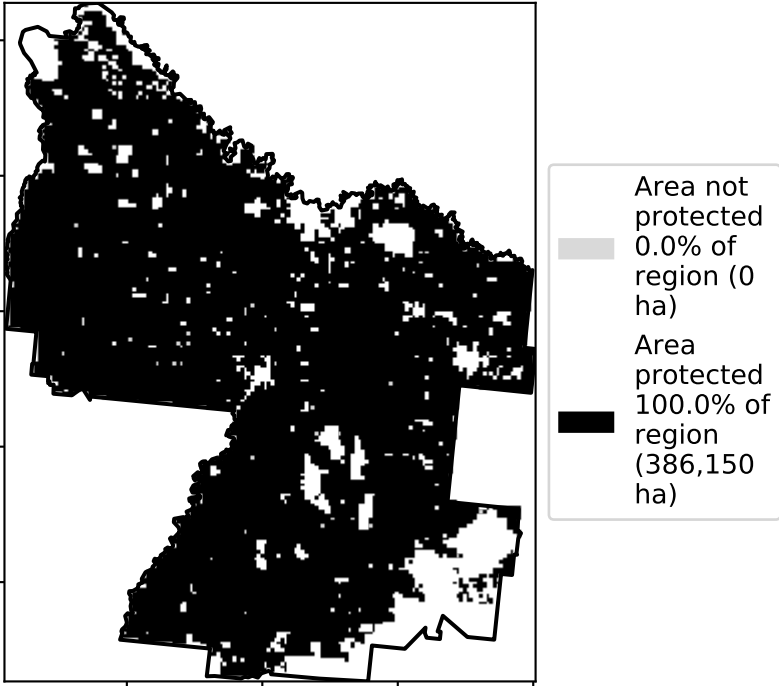 Area not
protected
0.0% of
region (0
ha)
Area
protected
100.0% of
region
(386,150
ha)